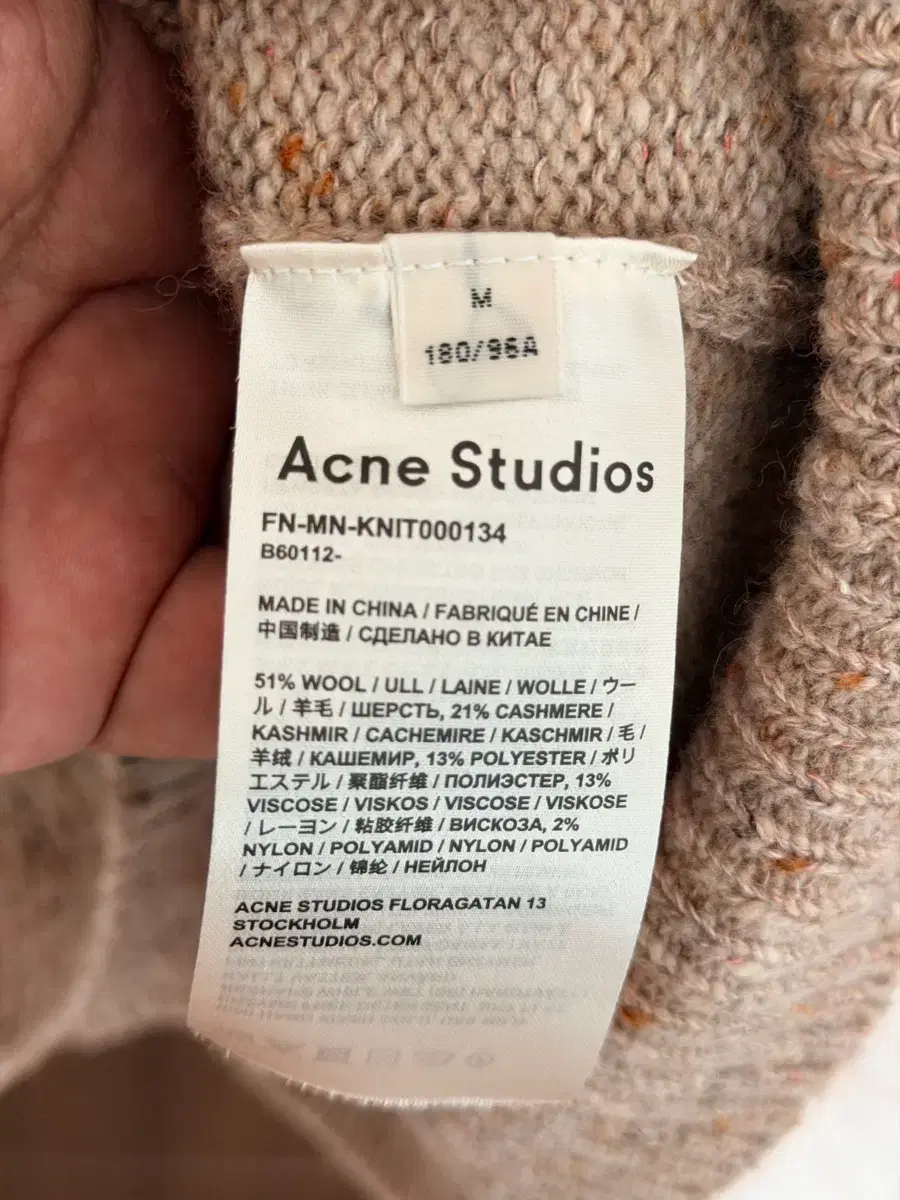 M
180/96A
Acne Studios
FN-MN-KNIT000134
B60112-
MADE IN CHINA / FABRIQUÉ EN CHINE /
中国制造 / СДЕЛАНО В КИТАЕ
51% WOOL / ULL / LAINE / WOLLE / ウー
ル / 羊毛 / ШЕРСТЬ, 21% CASHMERE /
KASHMIR / CACHEMIRE / KASCHMIR / 毛 /
羊绒 / КАШЕМИР, 13% POLYESTER / ポリ
エステル / 聚酯纤维 / ПОЛИЭСТЕР, 13%
VISCOSE / VISKOS / VISCOSE / VISKOSE
/ レーヨン / 粘胶纤维 / ВИСКОЗА, 2%
NYLON / POLYAMID / NYLON / POLYAMID
/ ナイロン / 锦纶 / НЕЙЛОН
ACNE STUDIOS FLORAGATAN 13
STOCKHOLM
ACNESTUDIOS.COM